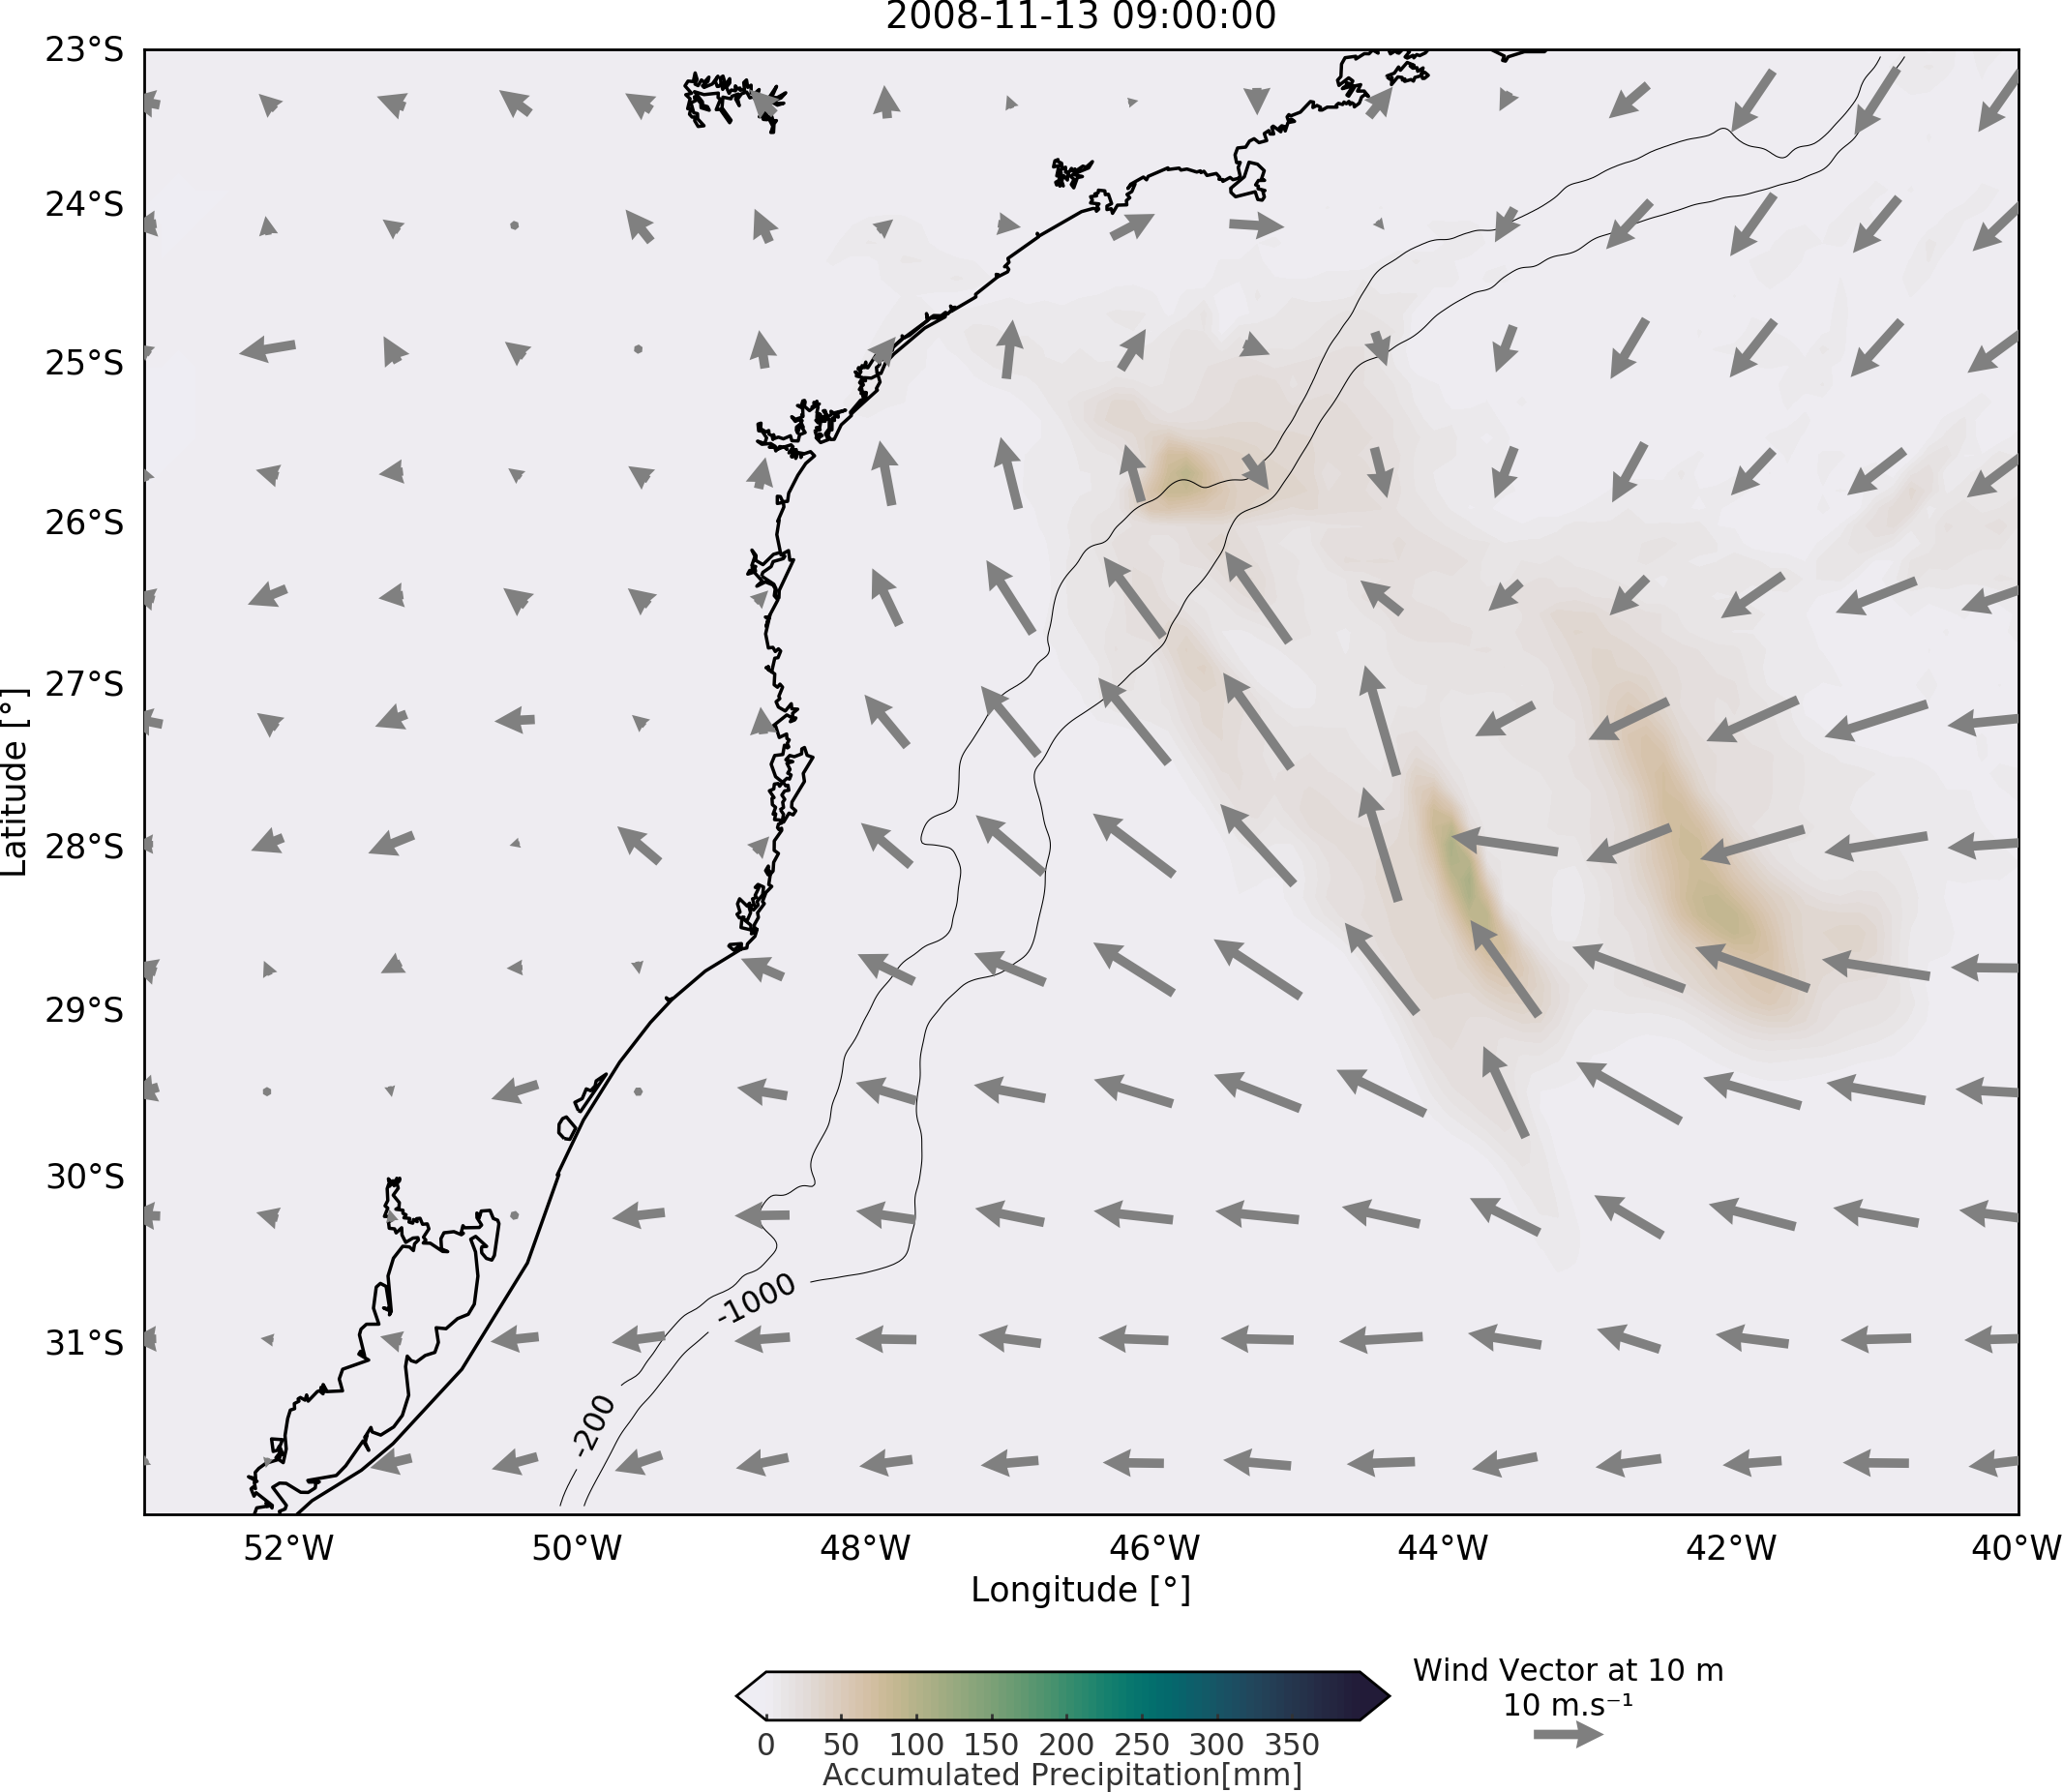 2008-11-13 09:00:00
23°S
24°S
25°S
26°S
27°S
28°S
29°S
30°S
31°S
Latitude [°]
-1000
-200
52°W
50°W
48°W
46°W
44°W
42°W
40°W
Longitude [°]
Wind Vector at 10 m
10 m.s⁻¹
0
50
100
150
200
250
300
350
Accumulated Precipitation[mm]